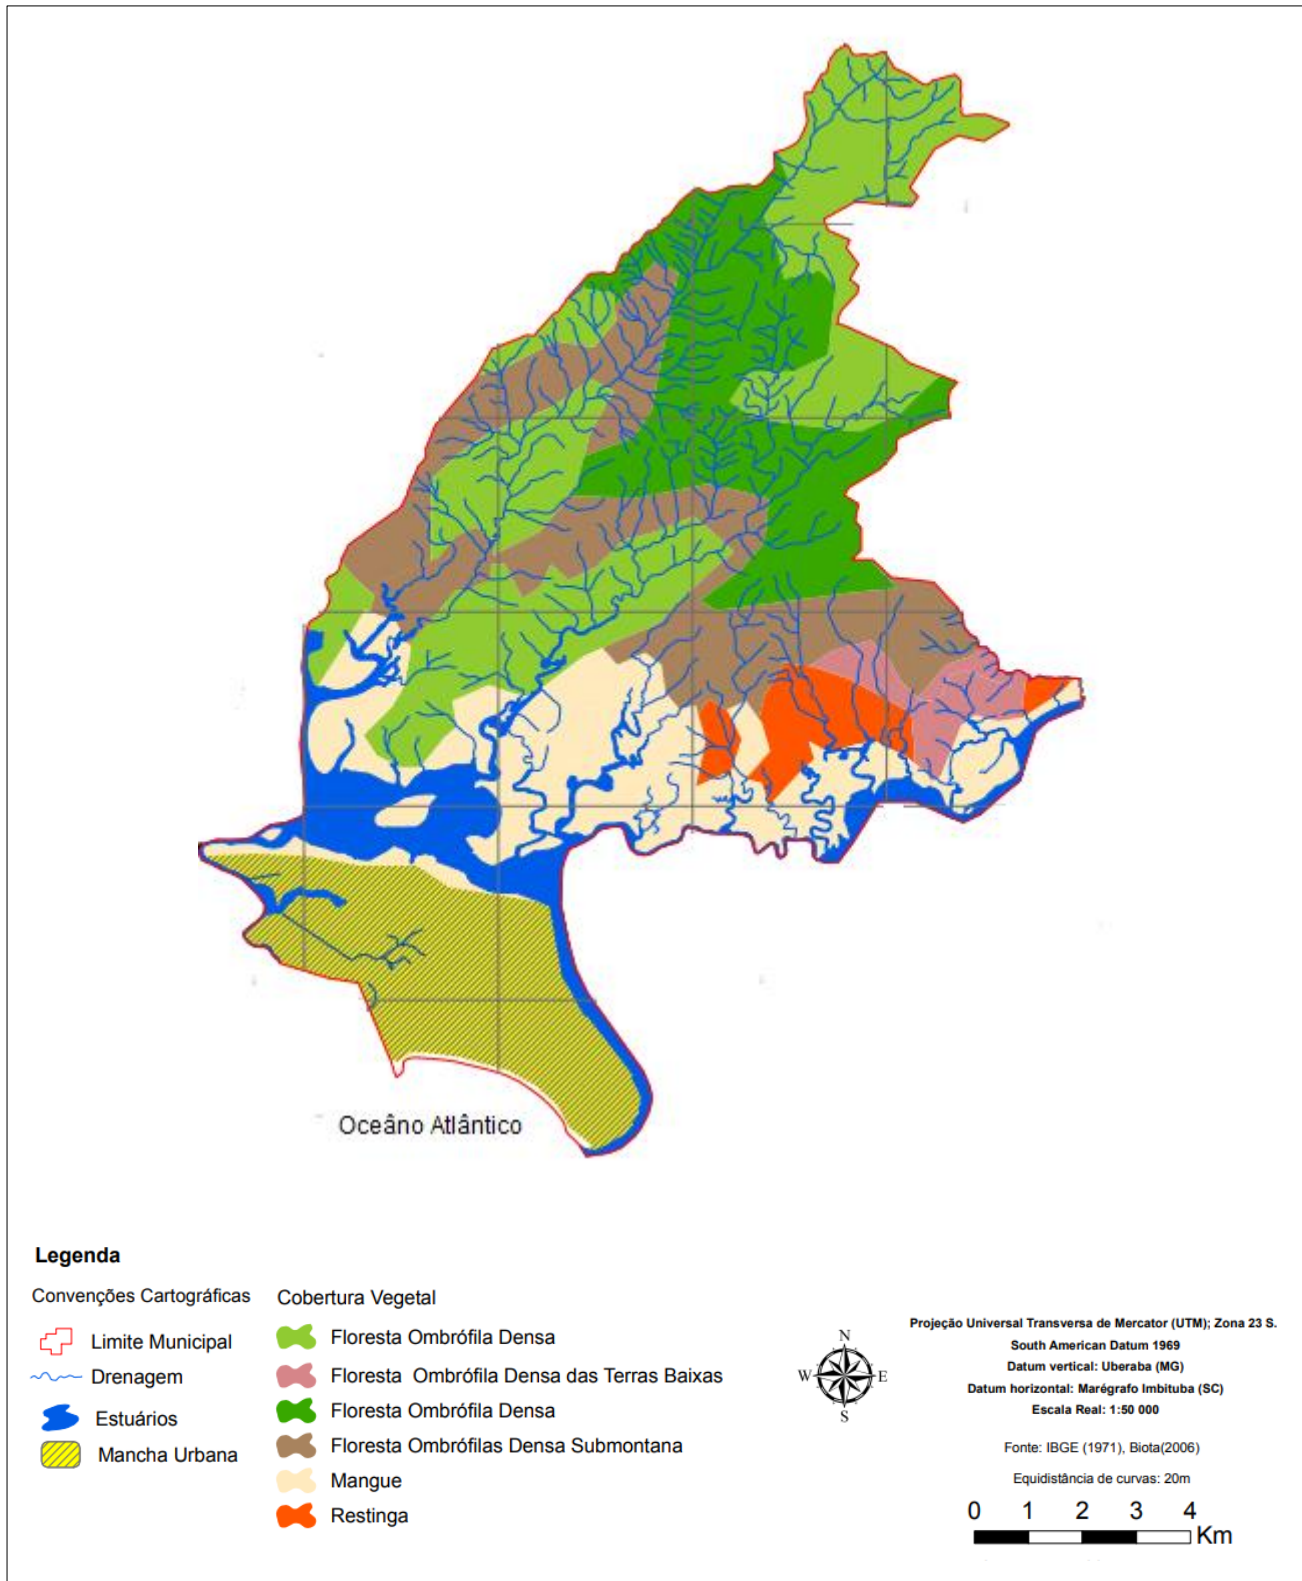 Oceâno Atlântico
Legenda
Convenções Cartográficas
Limite Municipal
Drenagem
Estuários
Mancha Urbana
Cobertura Vegetal
Floresta Ombrófila Densa
Floresta Ombrófila Densa das Terras Baixas
Floresta Ombrófila Densa
Floresta Ombrófilas Densa Submontana
Mangue
Restinga
N
W E
S
Projeção Universal Transversa de Mercator (UTM); Zona 23 S.
South American Datum 1969
Datum vertical: Uberaba (MG)
Datum horizontal: Marégrafo Imbituba (SC)
Escala Real: 1:50 000
Fonte: IBGE (1971), Biota(2006)
Equidistância de curvas: 20m
0 1 2 3 4
Km